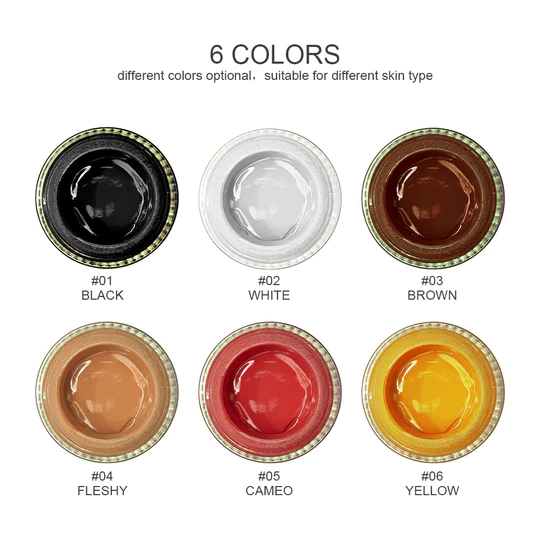 6 COLORS
different colors optional，suitable for different skin type
#01
BLACK
#02
WHITE
#03
BROWN
#04
FLESHY
#05
CAMEO
#06
YELLOW